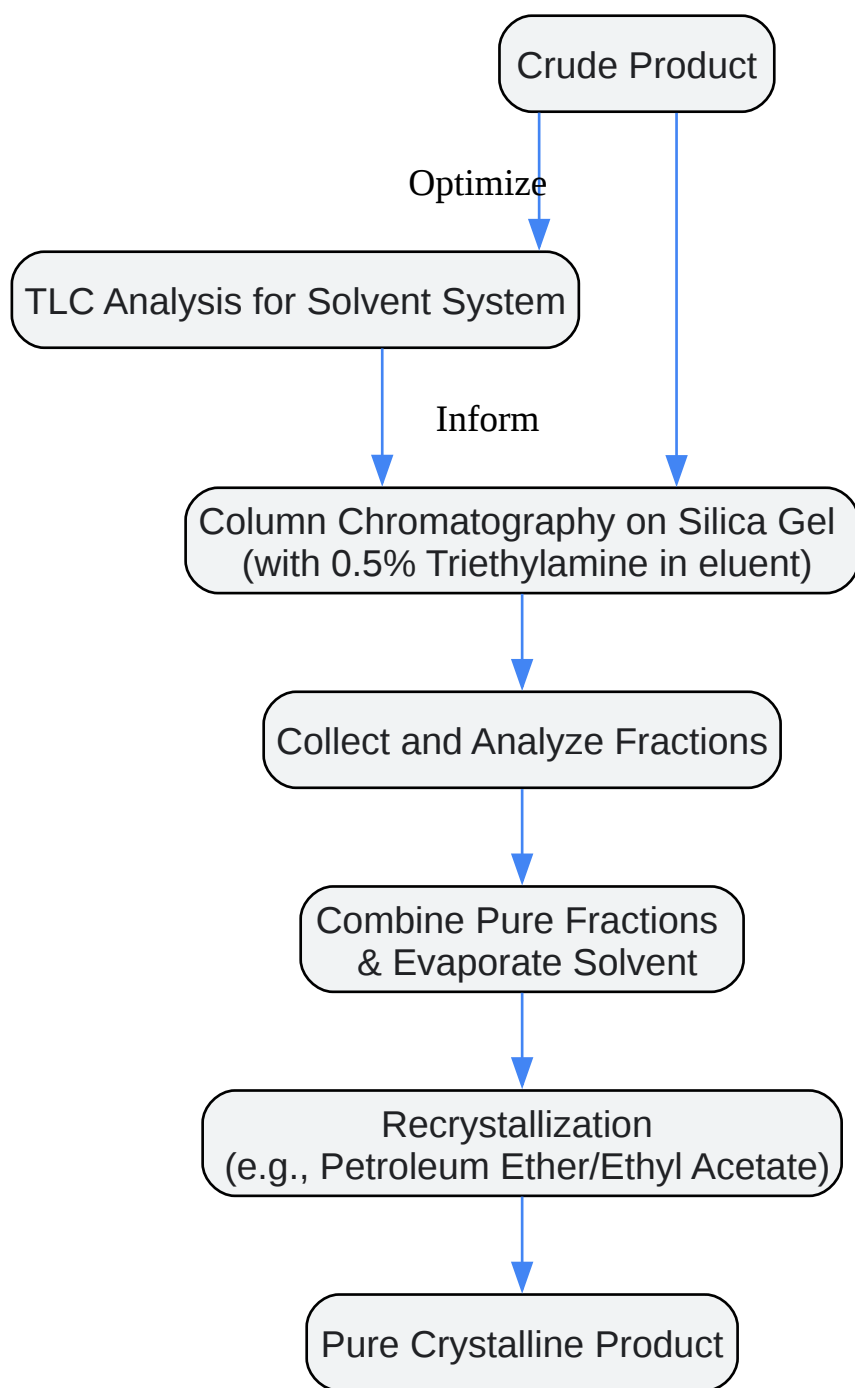 Crude Product
Optimize
TLC Analysis for Solvent System
Inform
Column Chromatography on Silica Gel
(with 0.5% Triethylamine in eluent)
Collect and Analyze Fractions
Combine Pure Fractions
& Evaporate Solvent
Recrystallization
(e.g., Petroleum Ether/Ethyl Acetate)
Pure Crystalline Product